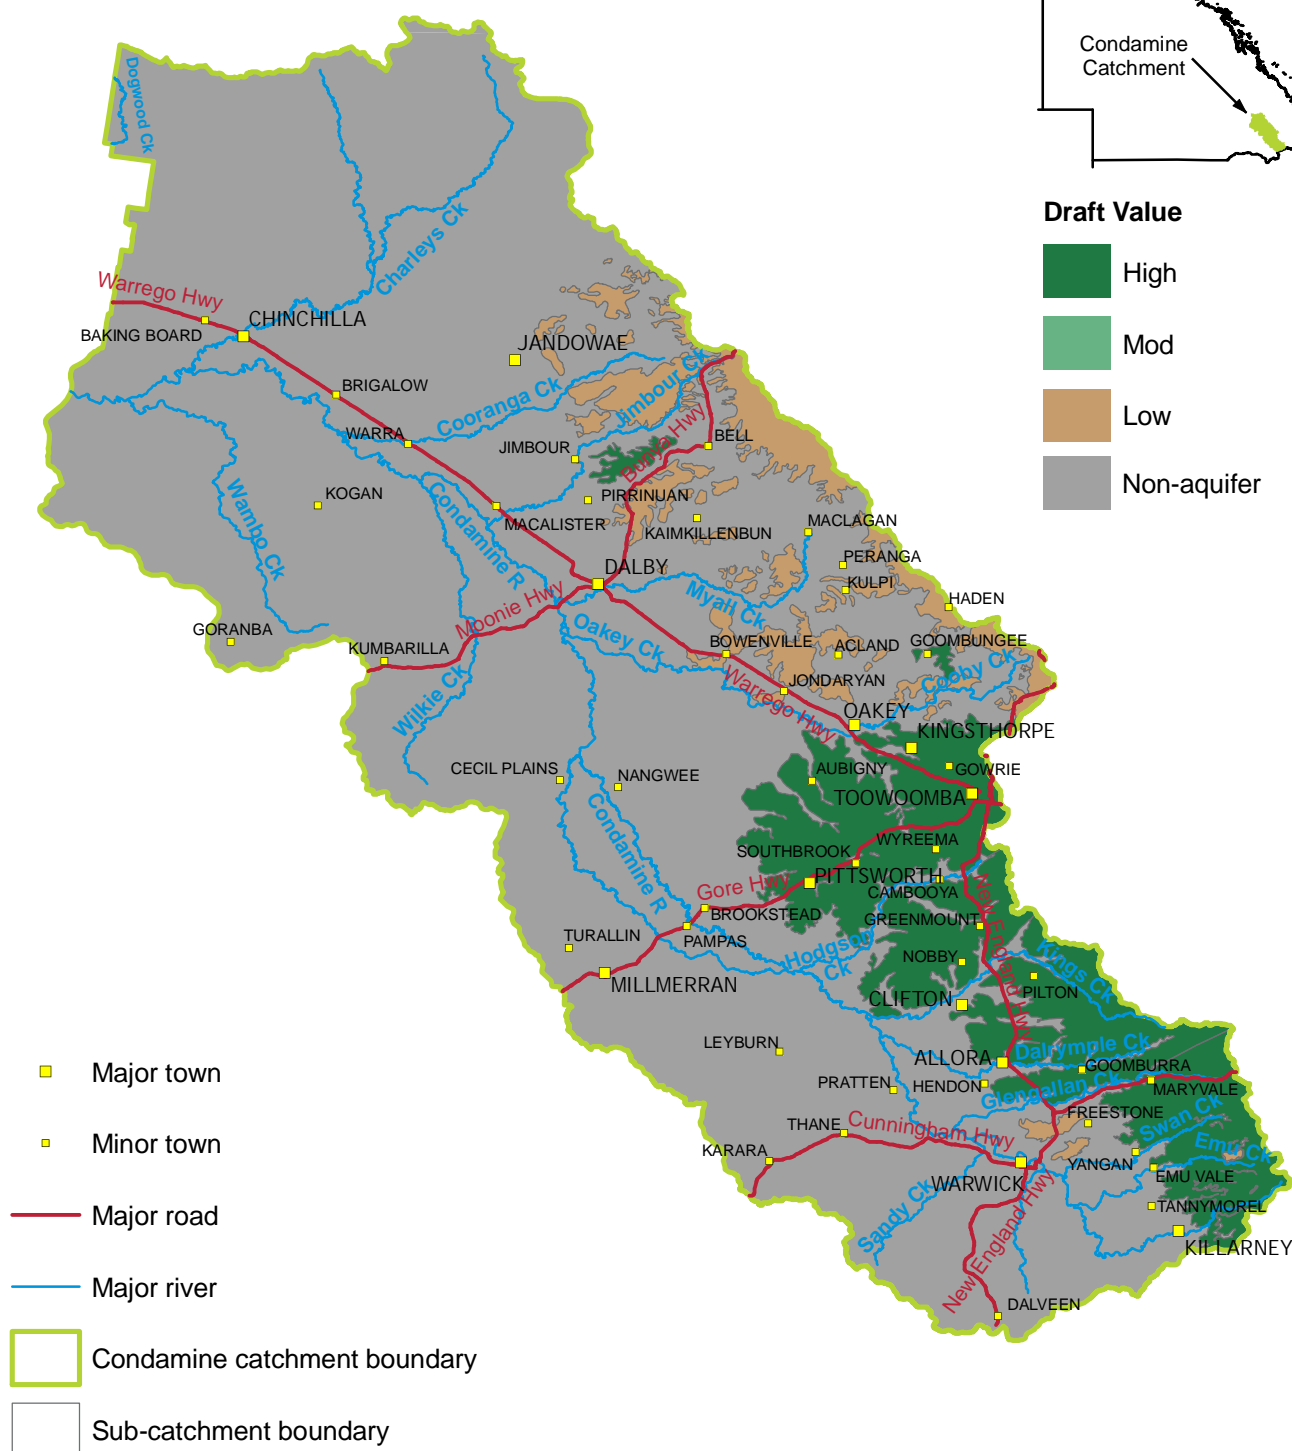 Condamine
Catchment
Draft Value
High
Mod
Low
Non-aquifer
Dogwood Ck
Charleys Ck
Warrego Hwy
CHINCHILLA
BAKING BOARD
JANDOWAE
BRIGALOW
Cooranga Ck
Jimbour Ck
WARRA
JIMBOUR
Bunya Hwy
BELL
KOGAN
Wambo Ck
Condamine R
PIRRINUAN
MACALISTER
KAIMKILLENBUN
MACLAGAN
PERANGA
KULPI
DALBY
Moonie Hwy
Myall Ck
HADEN
GORANBA
KUMBARILLA
Oakey Ck
BOWENVILLE
ACLAND
GOOMBUNGEE
Cooby Ck
Wilkie Ck
JONDARYAN
Warrego Hwy
OAKEY
KINGSTHORPE
CECIL PLAINS
NANGWEE
AUBIGNY
GOWRIE
TOOWOOMBA
Condamine R
SOUTHBROOK
WYREEMA
PITTSWORTH
Gore Hwy
CAMBOOYA
BROOKSTEAD
GREENMOUNT
New England Hwy
TURALLIN
PAMPAS
Hodgson
Ck
NOBBY
Kings Ck
MILLMERRAN
PILTON
CLIFTON
LEYBURN
ALLORA
Dalrymple Ck
GOOMBURRA
PRATTEN
HENDON
Glengallan Ck
MARYVALE
FREESTONE
Swan Ck
THANE
Cunningham Hwy
KARARA
YANGAN
Emu Ck
EMU VALE
WARWICK
Sandy Ck
TANNYMOREL
New England Hwy
KILLARNEY
DALVEEN
Major town
Minor town
Major road
Major river
Condamine catchment boundary
Sub-catchment boundary